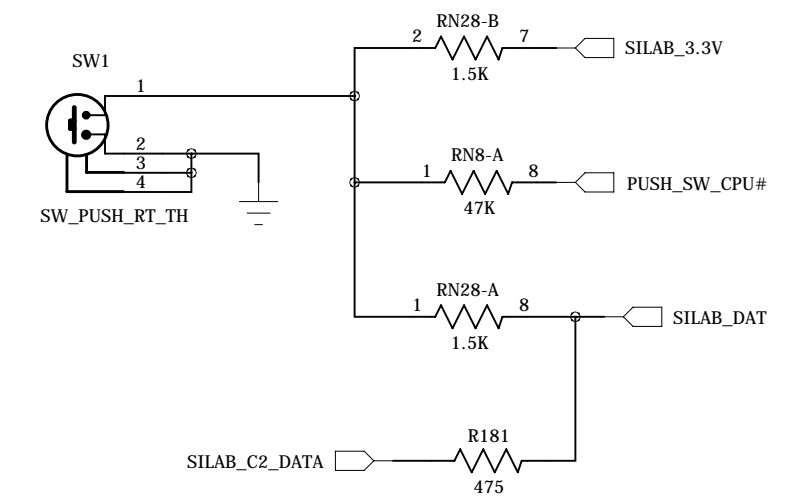 RN28-B
2
7
SILAB_3.3V
1.5K
SW1
1
2
3
4
SW_PUSH_RT_TH
RN8-A
1
8
PUSH_SW_CPU#
47K
RN28-A
1
8
SILAB_DAT
1.5K
R181
SILAB_C2_DATA
475